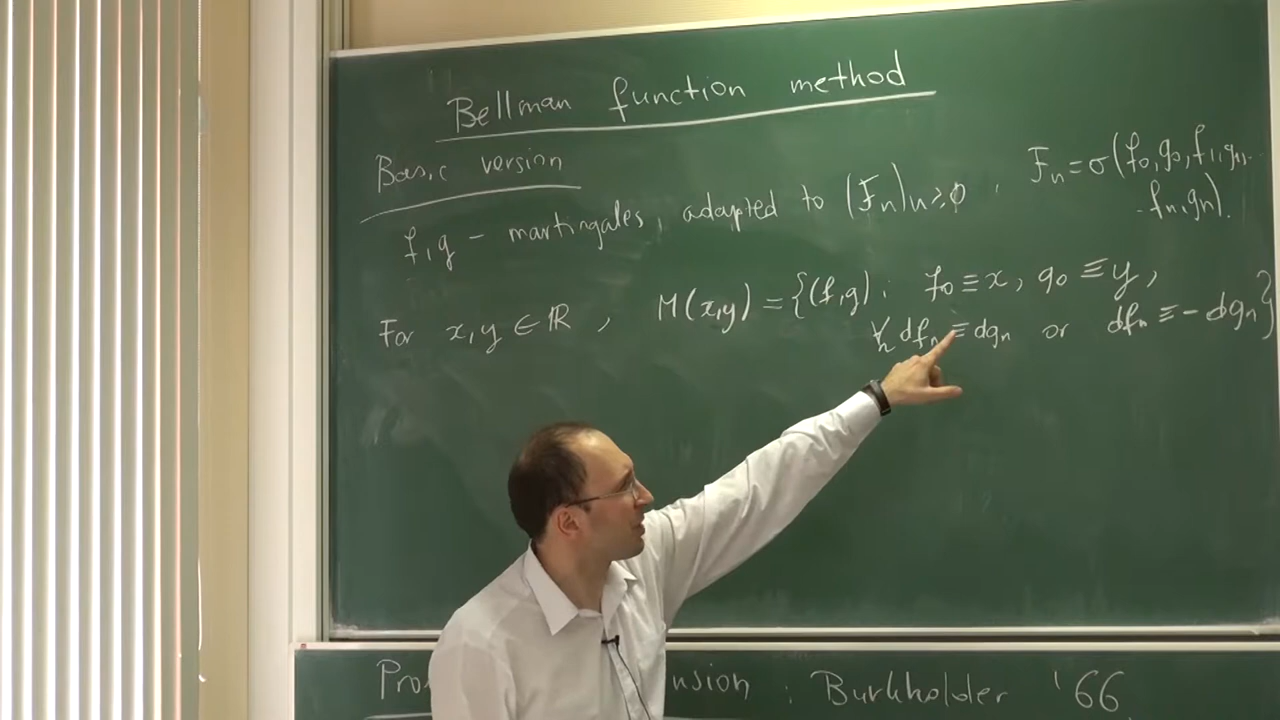 Bellman function method
Basic version
f, g – martingales, adapted to (Fn)n≥0, Fn = σ(f0, g0, f1, g1, ..
.. fn, gn).
For x, y ∈ ℝ, M(x,y) = {(f,g): f0 ≡ x, g0 ≡ y,
∀n dfn ≡ dgn or dfn ≡ -dgn}
: Burkholder '66